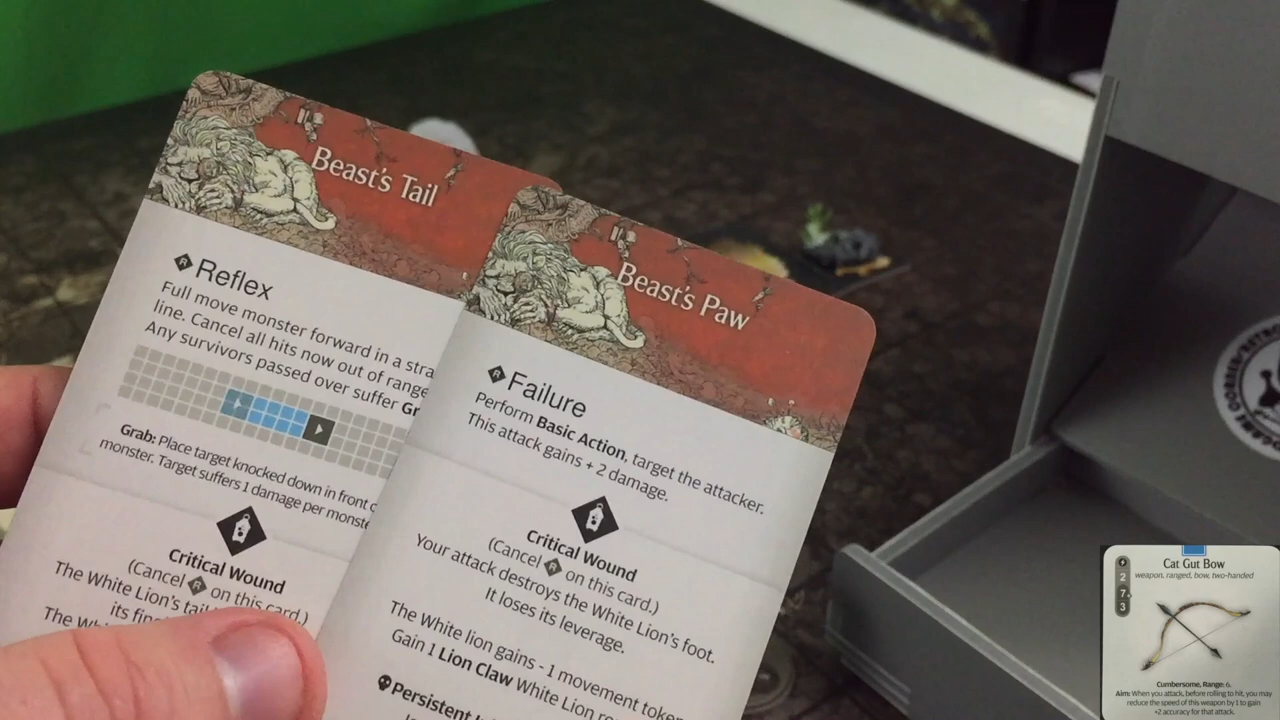 Beast's Tail
Reflex
Full move monster forward in a
line. Cancel all hits now out of range
Any survivors passed over suffer
Grab: Place target knocked down in front
monster. Target suffers 1 damage per
Critical Wound
(Cancel R on this card.)
The White Lion's tail
its
The
Beast's Paw
Failure
Perform Basic Action, target the attacker.
This attack gains + 2 damage.
Critical Wound
(Cancel R on this card.)
Your attack destroys the White Lion's foot.
It loses its leverage.
The White lion gains - 1 movement token
Gain 1 Lion Claw White Lion
Persistent
Cat Gut Bow
weapon, ranged, bow, two-handed
2
7
3
Cumbersome, Range: 6.
Aim: When you attack, before rolling to hit, you may
reduce the speed of this weapon by 1 to gain
+2 accuracy for that attack.